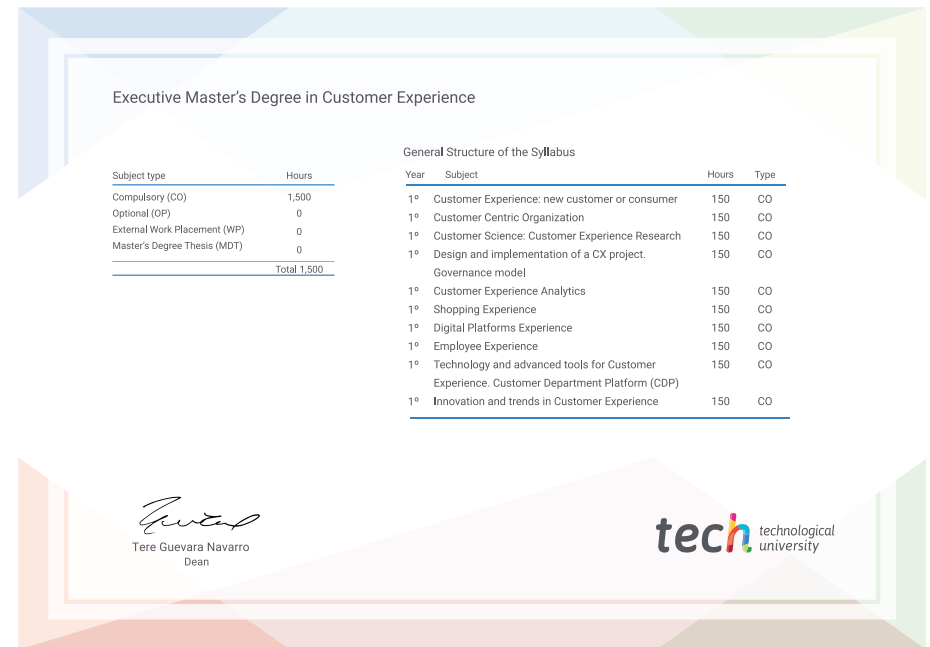 Executive Master's Degree in Customer Experience
Subject type Hours
Compulsory (CO) 1,500
Optional (OP) 0
External Work Placement (WP) 0
Master's Degree Thesis (MDT) 0
Total 1,500
General Structure of the Syllabus
Year Subject Hours Type
1º Customer Experience: new customer or consumer 150 CO
1º Customer Centric Organization 150 CO
1º Customer Science: Customer Experience Research 150 CO
1º Design and implementation of a CX project. 150 CO
Governance model
1º Customer Experience Analytics 150 CO
1º Shopping Experience 150 CO
1º Digital Platforms Experience 150 CO
1º Employee Experience 150 CO
1º Technology and advanced tools for Customer 150 CO
Experience. Customer Department Platform (CDP)
1º Innovation and trends in Customer Experience 150 CO
Tere Guevara Navarro
Dean
tech technological
university